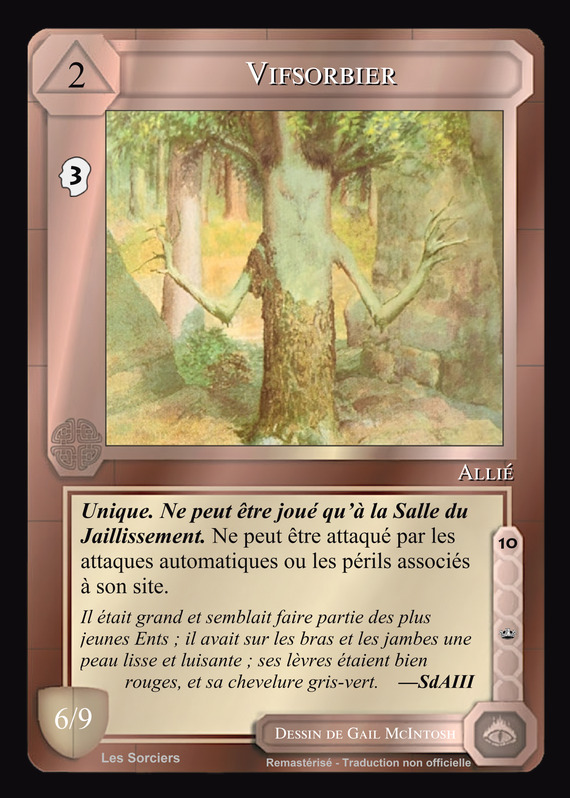 2
VIFSORBIER
3
ALLIÉ
Unique. Ne peut être joué qu'à la Salle du
Jaillissement. Ne peut être attaqué par les
attaques automatiques ou les périls associés
à son site.
10
Il était grand et semblait faire partie des plus
jeunes Ents ; il avait sur les bras et les jambes une
peau lisse et luisante ; ses lèvres étaient bien
rouges, et sa chevelure gris-vert. —SdAIII
6/9
DESSIN DE GAIL MCINTOSH
Les Sorciers
Remastérisé - Traduction non officielle